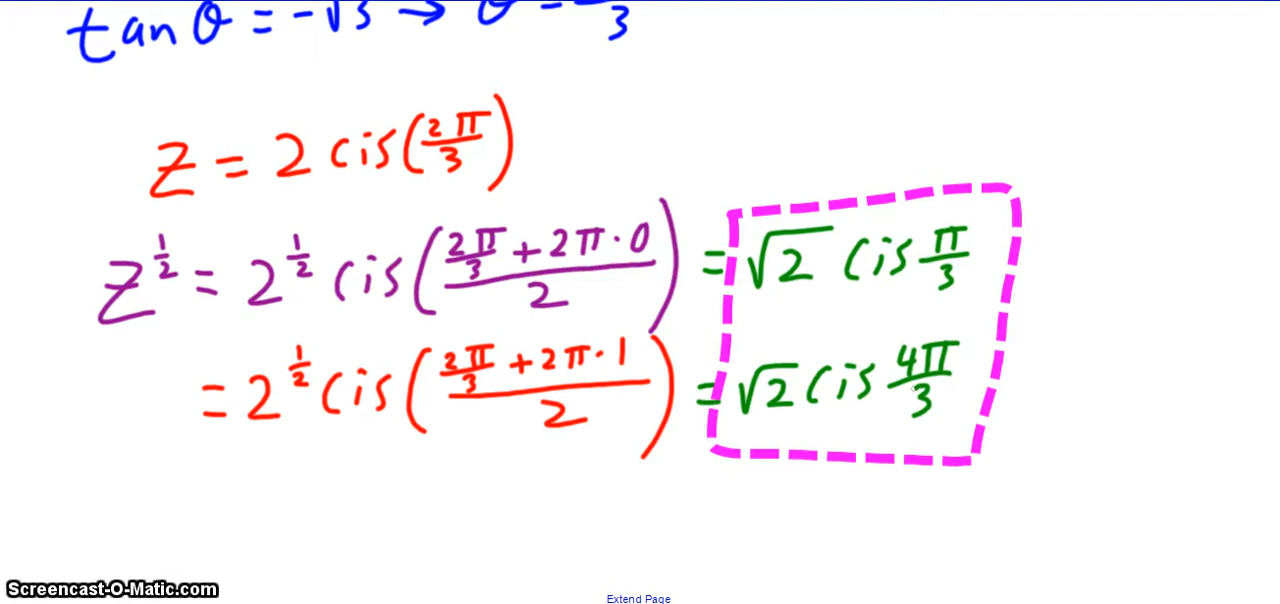 tan θ = -√3 → θ = /3
z = 2 cis(2π/3)
z^(1/2) = 2^(1/2) cis((2π/3 + 2π·0)/2) = √2 cis π/3
= 2^(1/2) cis((2π/3 + 2π·1)/2) = √2 cis 4π/3
Screencast-O-Matic.com
Extend Page